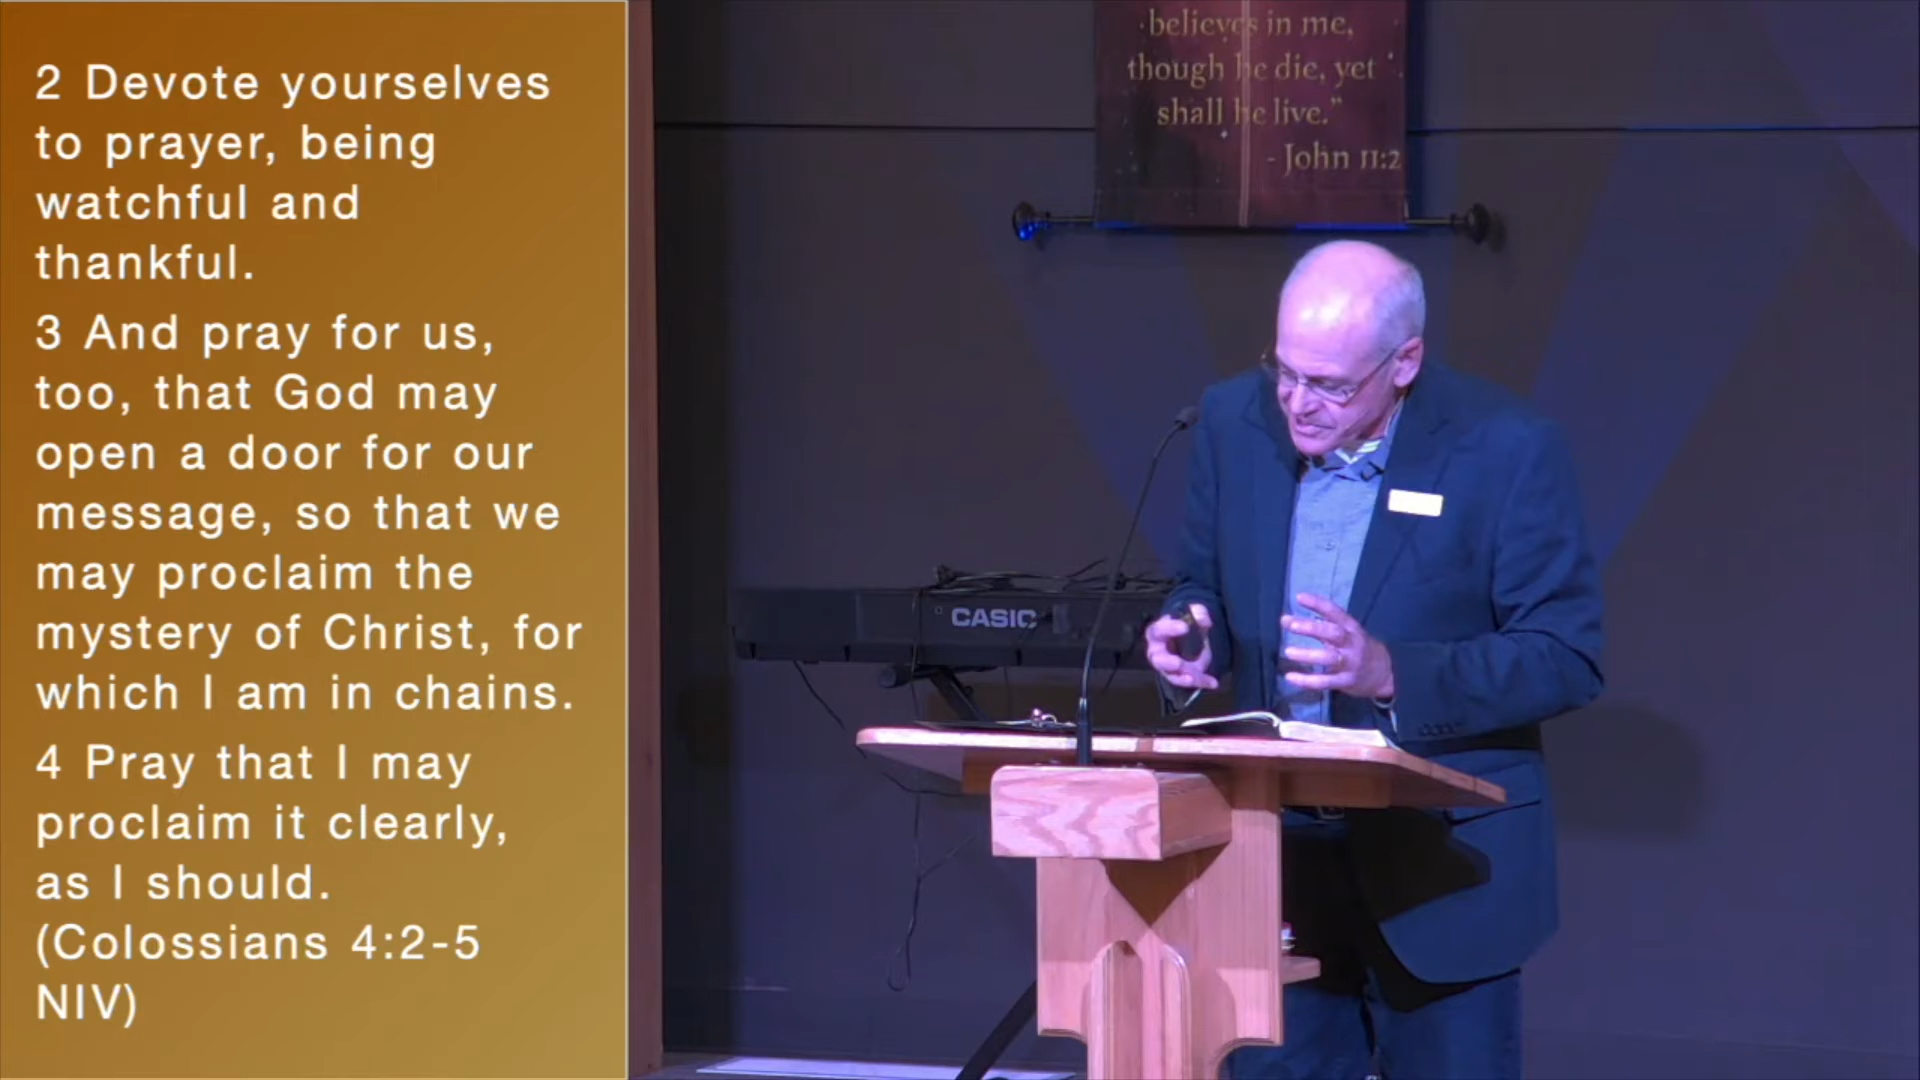 2 Devote yourselves
to prayer, being
watchful and
thankful.
3 And pray for us,
too, that God may
open a door for our
message, so that we
may proclaim the
mystery of Christ, for
which I am in chains.
4 Pray that I may
proclaim it clearly,
as I should.
(Colossians 4:2-5
NIV)
believes in me,
though he die, yet
shall he live.”
- John 11:2
CASIO